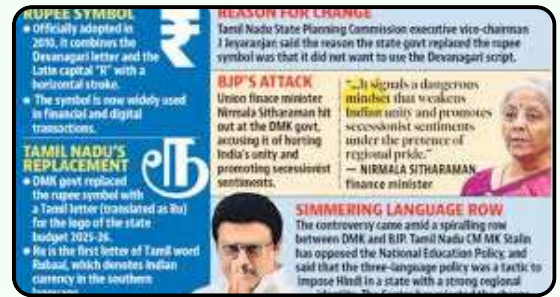 RUPEE SYMBOL
● Officially adopted in
2010, it combines the
Devanagari letter and the
Latin capital "R" with a
horizontal stroke.
● The symbol is now widely used
in financial and digital
transactions.
₹
TAMIL NADU'S
REPLACEMENT
● DMK govt replaced
the rupee symbol with
a Tamil letter (translated as Ru)
for the logo of the state
budget 2025-26.
● Ru is the first letter of Tamil word
Rubaai, which denotes Indian
currency in the southern
language.
ரூ
REASON FOR CHANGE
Tamil Nadu State Planning Commission executive vice-chairman
J Jeyaranjan said the reason the state govt replaced the rupee
symbol was that it did not want to use the Devanagari script.
BJP'S ATTACK
Union finace minister
Nirmala Sitharaman hit
out at the DMK govt,
accusing it of horting
India's unity and
promoting secessionist
sentiments.
"...It signals a dangerous
mindset that weakens
Indian unity and promotes
secessionist sentiments
under the pretence of
regional pride."
— NIRMALA SITHARAMAN
finance minister
SIMMERING LANGUAGE ROW
The controversy came amid a spiralling row
between DMK and BJP. Tamil Nadu CM MK Stalin
has opposed the National Education Policy, and
said that the three-language policy was a tactic to
impose Hindi in a state with a strong regional